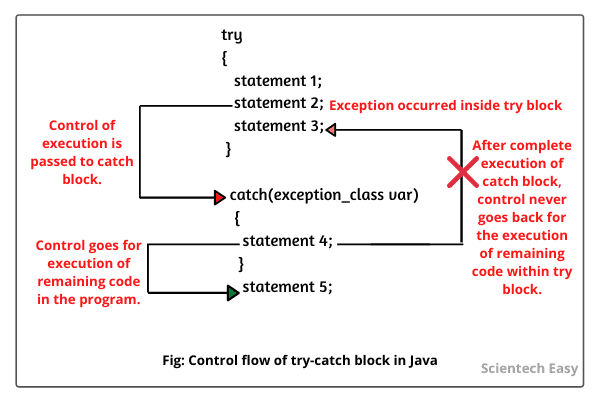 try
{
statement 1;
statement 2; Exception occurred inside try block
statement 3;
}
Control of
execution is
passed to catch
block.
After complete
execution of
catch block,
control never
goes back for
the execution
of remaining
code within try
block.
catch(exception_class var)
{
statement 4;
}
statement 5;
Control goes for
execution of
remaining code
in the program.
Fig: Control flow of try-catch block in Java
Scientech Easy